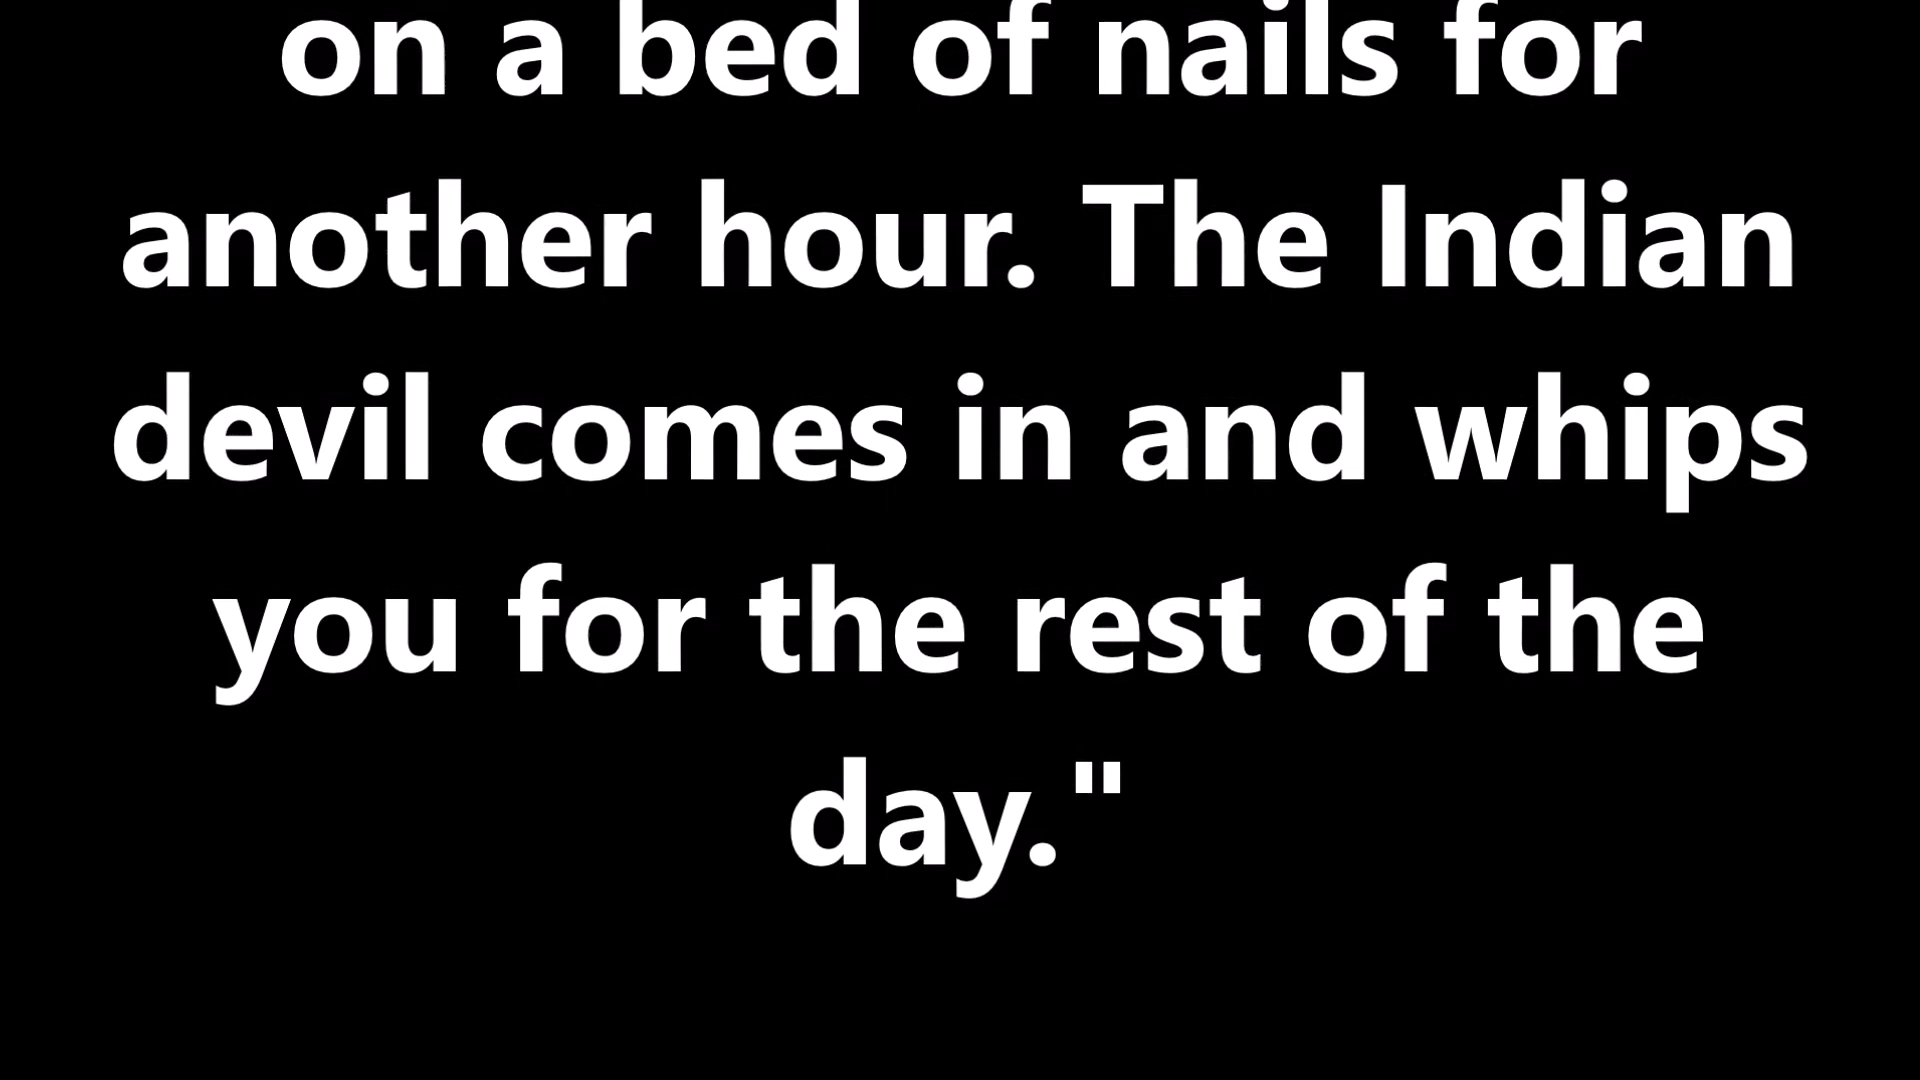 on a bed of nails for
another hour. The Indian
devil comes in and whips
you for the rest of the
day."